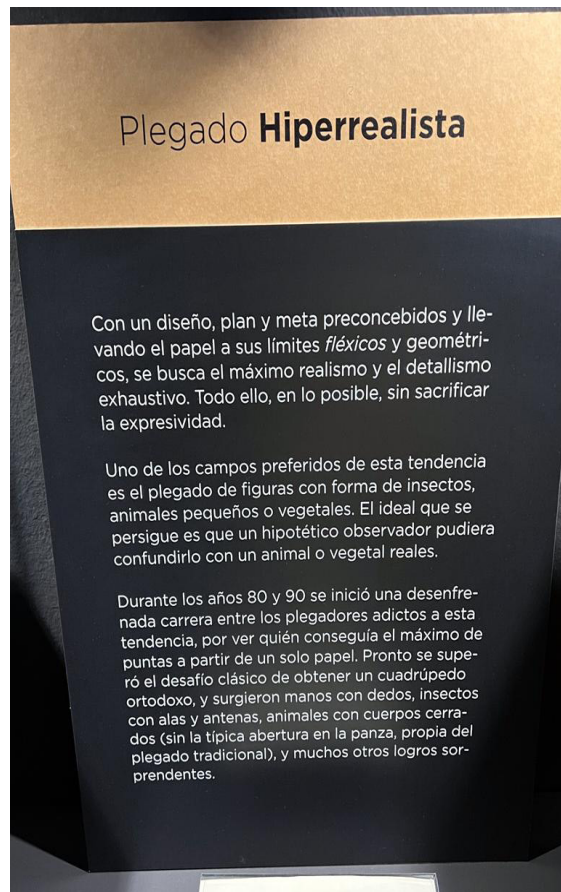 Plegado Hiperrealista
Con un diseño, plan y meta preconcebidos y lle-
vando el papel a sus límites fléxicos y geométri-
cos, se busca el máximo realismo y el detallismo
exhaustivo. Todo ello, en lo posible, sin sacrificar
la expresividad.
Uno de los campos preferidos de esta tendencia
es el plegado de figuras con forma de insectos,
animales pequeños o vegetales. El ideal que se
persigue es que un hipotético observador pudiera
confundirlo con un animal o vegetal reales.
Durante los años 80 y 90 se inició una desenfre-
nada carrera entre los plegadores adictos a esta
tendencia, por ver quién conseguía el máximo de
puntas a partir de un solo papel. Pronto se supe-
ró el desafío clásico de obtener un cuadrúpedo
ortodoxo, y surgieron manos con dedos, insectos
con alas y antenas, animales con cuerpos cerra-
dos (sin la típica abertura en la panza, propia del
plegado tradicional), y muchos otros logros sor-
prendentes.